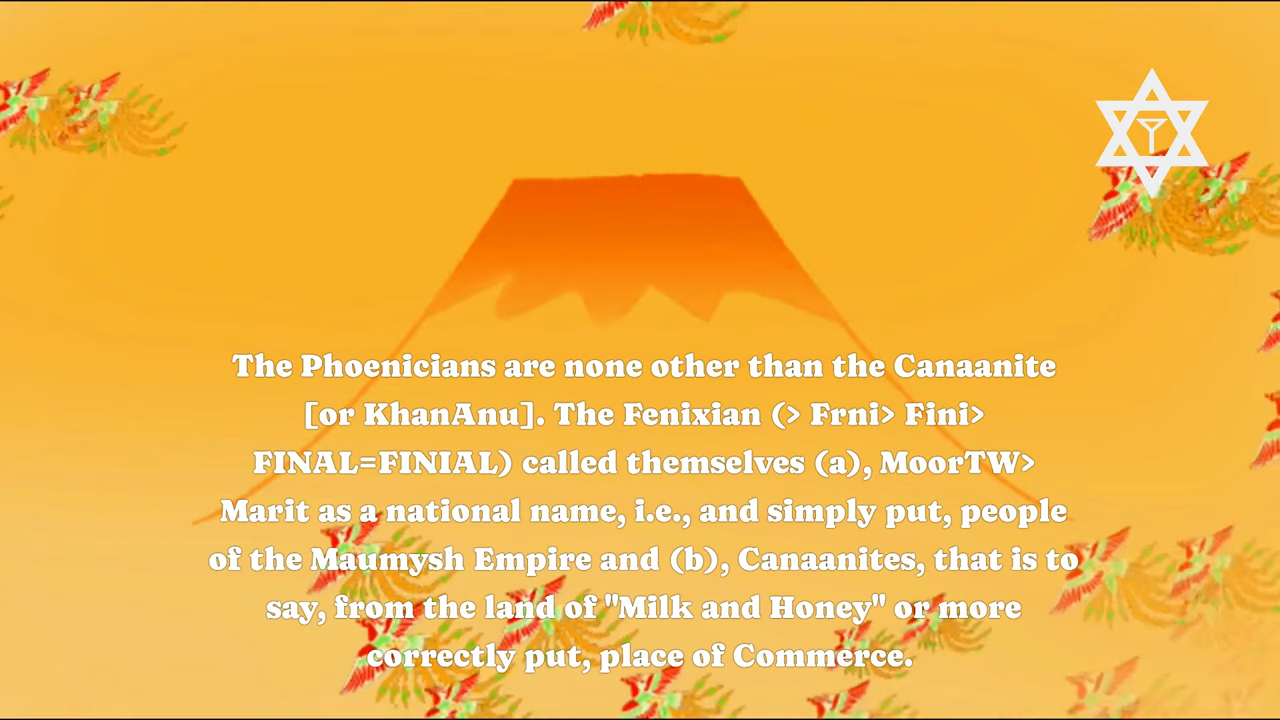 The Phoenicians are none other than the Canaanite
[or KhanAnu]. The Fenixian (> Frni> Fini>
FINAL=FINIAL) called themselves (a), MoorTW>
Marit as a national name, i.e., and simply put, people
of the Maumysh Empire and (b), Canaanites, that is to
say, from the land of "Milk and Honey" or more
correctly put, place of Commerce.